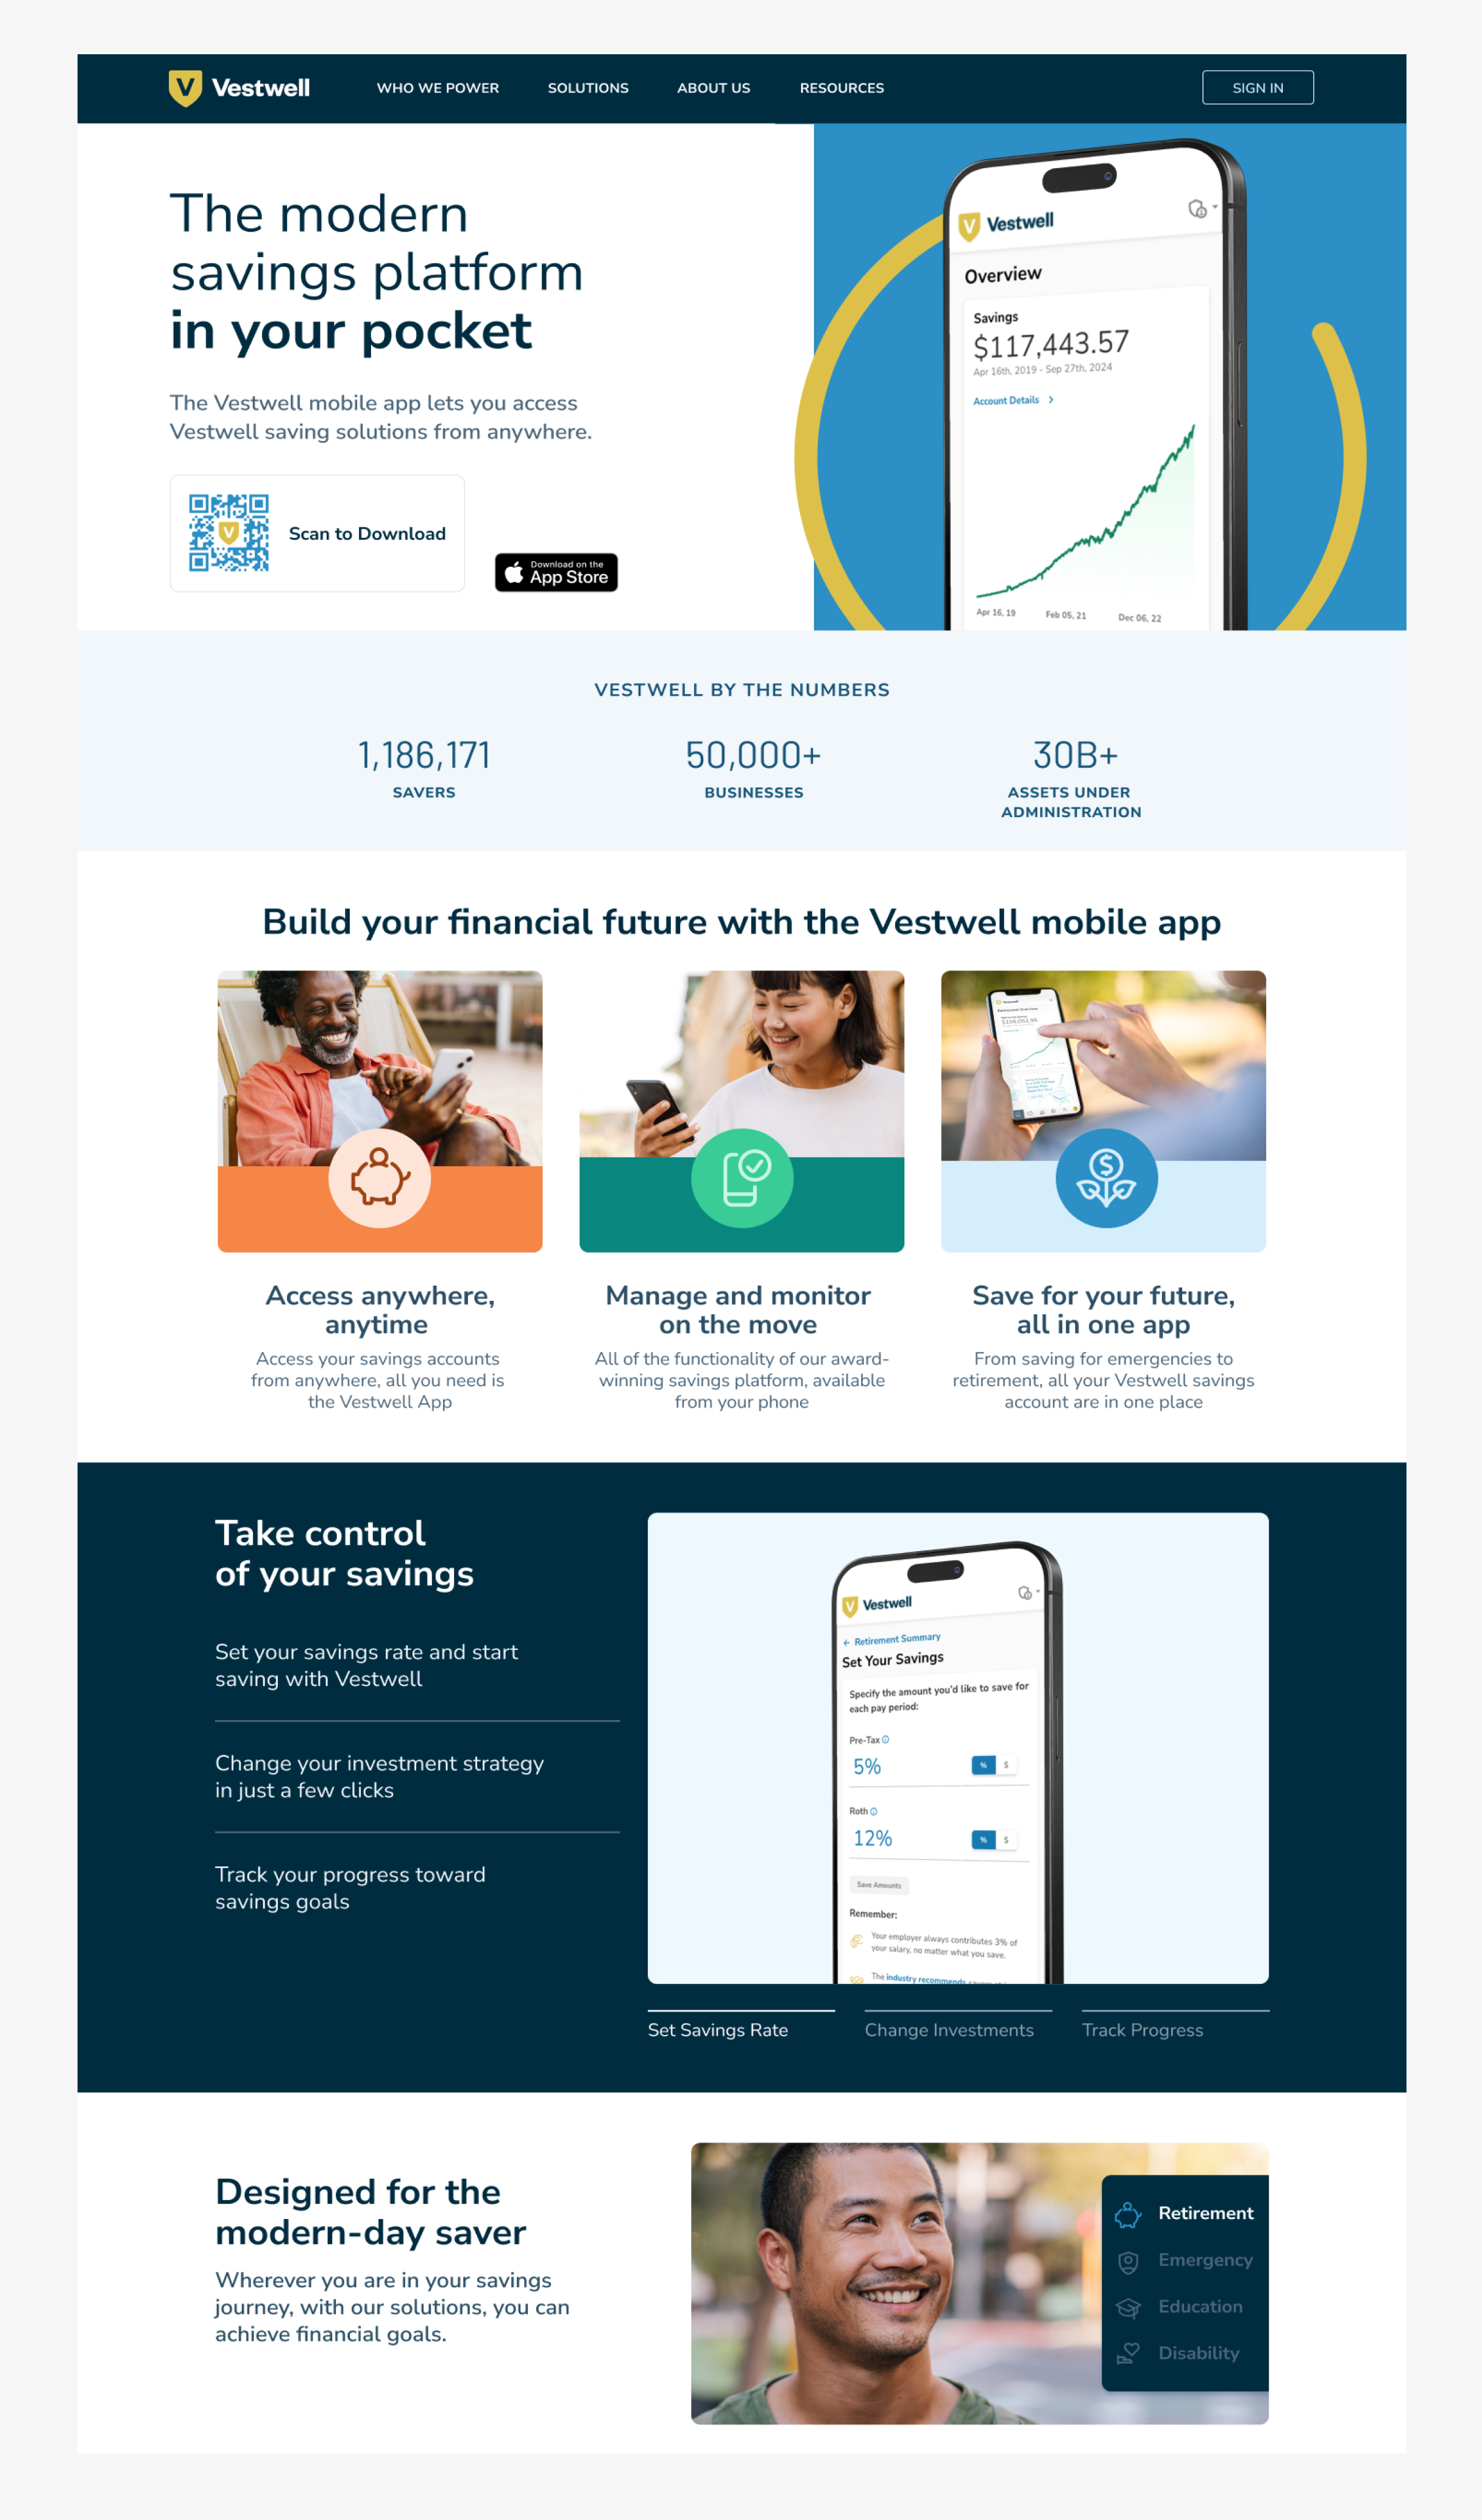 Vestwell
WHO WE POWER
SOLUTIONS
ABOUT US
RESOURCES
SIGN IN
The modern
savings platform
in your pocket
The Vestwell mobile app lets you access
Vestwell saving solutions from anywhere.
Scan to Download
Download on the
App Store
Vestwell
Overview
Savings
$117,443.57
Apr 16th, 2019 - Sep 27th, 2024
Account Details
Apr 16, 19
Feb 05, 21
Dec 06, 22
VESTWELL BY THE NUMBERS
1,186,171
SAVERS
50,000+
BUSINESSES
30B+
ASSETS UNDER
ADMINISTRATION
Build your financial future with the Vestwell mobile app
Access anywhere,
anytime
Access your savings accounts
from anywhere, all you need is
the Vestwell App
Manage and monitor
on the move
All of the functionality of our award-
winning savings platform, available
from your phone
Save for your future,
all in one app
From saving for emergencies to
retirement, all your Vestwell savings
account are in one place
Take control
of your savings
Set your savings rate and start
saving with Vestwell
Change your investment strategy
in just a few clicks
Track your progress toward
savings goals
Vestwell
← Retirement Summary
Set Your Savings
Specify the amount you'd like to save for
each pay period:
Pre-Tax
5%
% $
Roth
12%
% $
Save Amounts
Remember:
Your employer always contributes 3% of
your salary, no matter what you save.
The industry recommends
Set Savings Rate
Change Investments
Track Progress
Designed for the
modern-day saver
Wherever you are in your savings
journey, with our solutions, you can
achieve financial goals.
Retirement
Emergency
Education
Disability